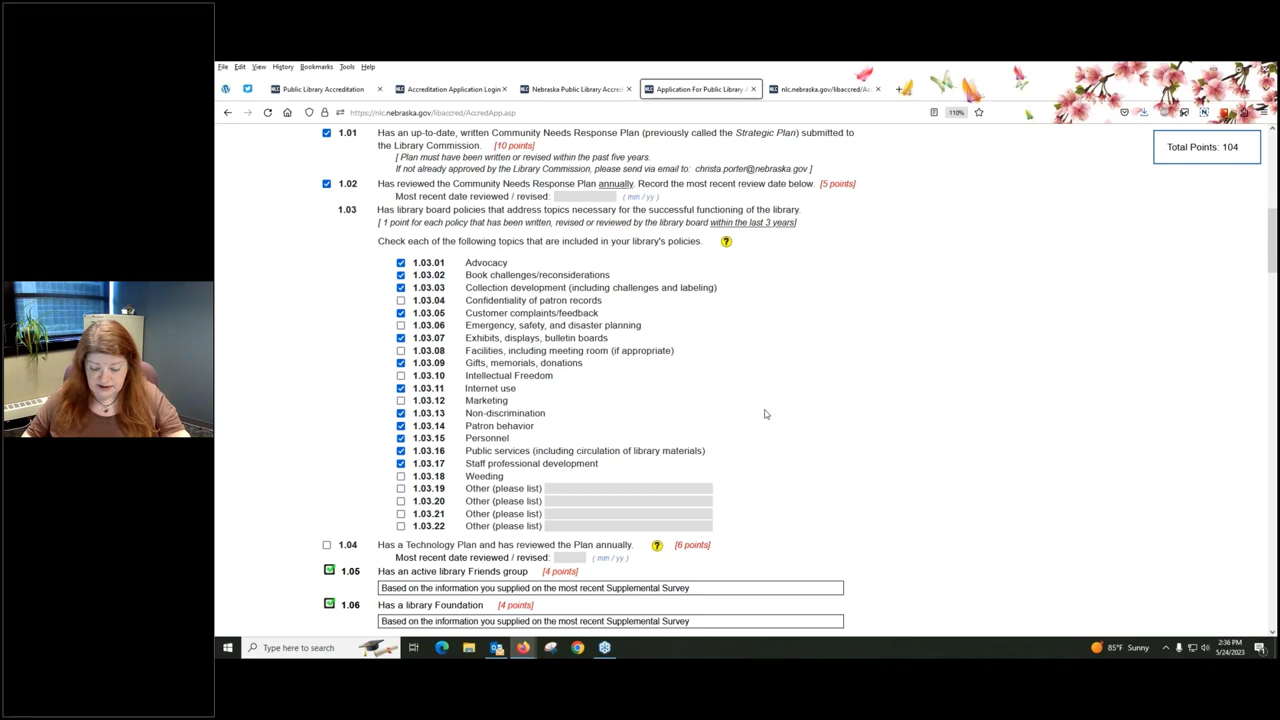 File Edit View History Bookmarks Tools Help
Public Library Accreditation Accreditation Application Login Nebraska Public Library Accred Application For Public Library A nlc.nebraska.gov/libaccred/Acc
https://nlc.nebraska.gov/libaccred/AccredApp.asp 110%
Total Points: 104
1.01 Has an up-to-date, written Community Needs Response Plan (previously called the Strategic Plan) submitted to
the Library Commission. [10 points]
[ Plan must have been written or revised within the past five years.
If not already approved by the Library Commission, please send via email to: christa.porter@nebraska.gov ]
1.02 Has reviewed the Community Needs Response Plan annually. Record the most recent review date below. [5 points]
Most recent date reviewed / revised: ( mm / yy )
1.03 Has library board policies that address topics necessary for the successful functioning of the library.
[ 1 point for each policy that has been written, revised or reviewed by the library board within the last 3 years]
Check each of the following topics that are included in your library's policies. ?
1.03.01 Advocacy
1.03.02 Book challenges/reconsiderations
1.03.03 Collection development (including challenges and labeling)
1.03.04 Confidentiality of patron records
1.03.05 Customer complaints/feedback
1.03.06 Emergency, safety, and disaster planning
1.03.07 Exhibits, displays, bulletin boards
1.03.08 Facilities, including meeting room (if appropriate)
1.03.09 Gifts, memorials, donations
1.03.10 Intellectual Freedom
1.03.11 Internet use
1.03.12 Marketing
1.03.13 Non-discrimination
1.03.14 Patron behavior
1.03.15 Personnel
1.03.16 Public services (including circulation of library materials)
1.03.17 Staff professional development
1.03.18 Weeding
1.03.19 Other (please list)
1.03.20 Other (please list)
1.03.21 Other (please list)
1.03.22 Other (please list)
1.04 Has a Technology Plan and has reviewed the Plan annually. ? [6 points]
Most recent date reviewed / revised: ( mm / yy )
1.05 Has an active library Friends group [4 points]
Based on the information you supplied on the most recent Supplemental Survey
1.06 Has a library Foundation [4 points]
Based on the information you supplied on the most recent Supplemental Survey
Type here to search
85°F Sunny
2:36 PM
5/24/2023